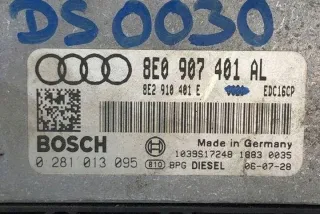 DS 0030
8E0 907 401 AL
8E2 910 401 E EDC16CP
BOSCH
Made in Germany
1039S17248 1883 0035
0 281 013 095
B10 BPG DIESEL 06-07-28